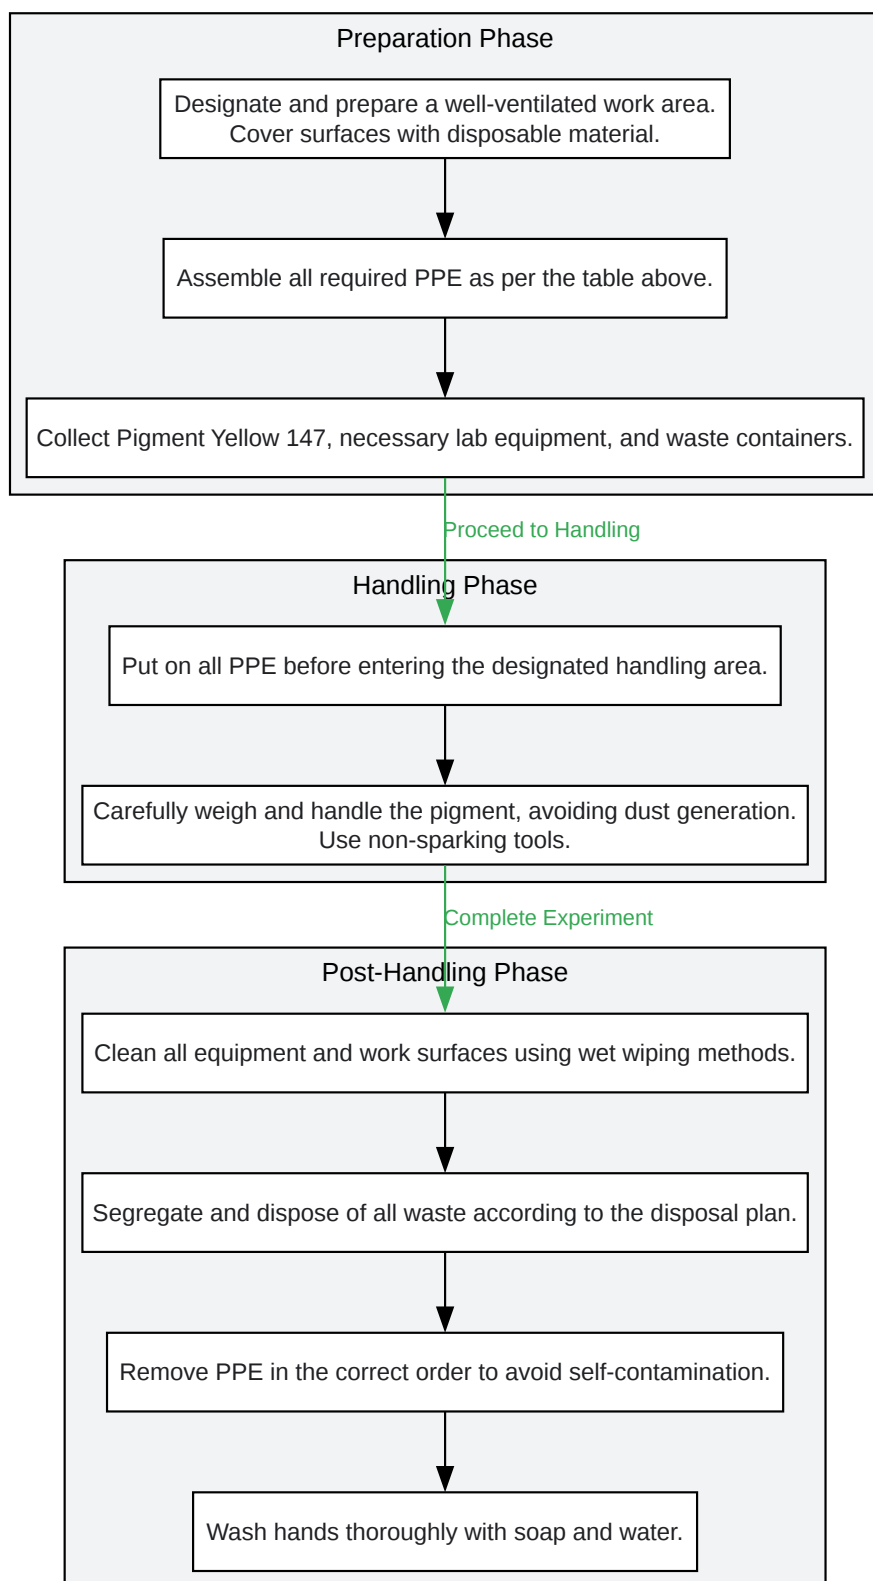 Preparation Phase
Designate and prepare a well-ventilated work area.
Cover surfaces with disposable material.
Assemble all required PPE as per the table above.
Collect Pigment Yellow 147, necessary lab equipment, and waste containers.
Proceed to Handling
Handling Phase
Put on all PPE before entering the designated handling area.
Carefully weigh and handle the pigment, avoiding dust generation.
Use non-sparking tools.
Complete Experiment
Post-Handling Phase
Clean all equipment and work surfaces using wet wiping methods.
Segregate and dispose of all waste according to the disposal plan.
Remove PPE in the correct order to avoid self-contamination.
Wash hands thoroughly with soap and water.